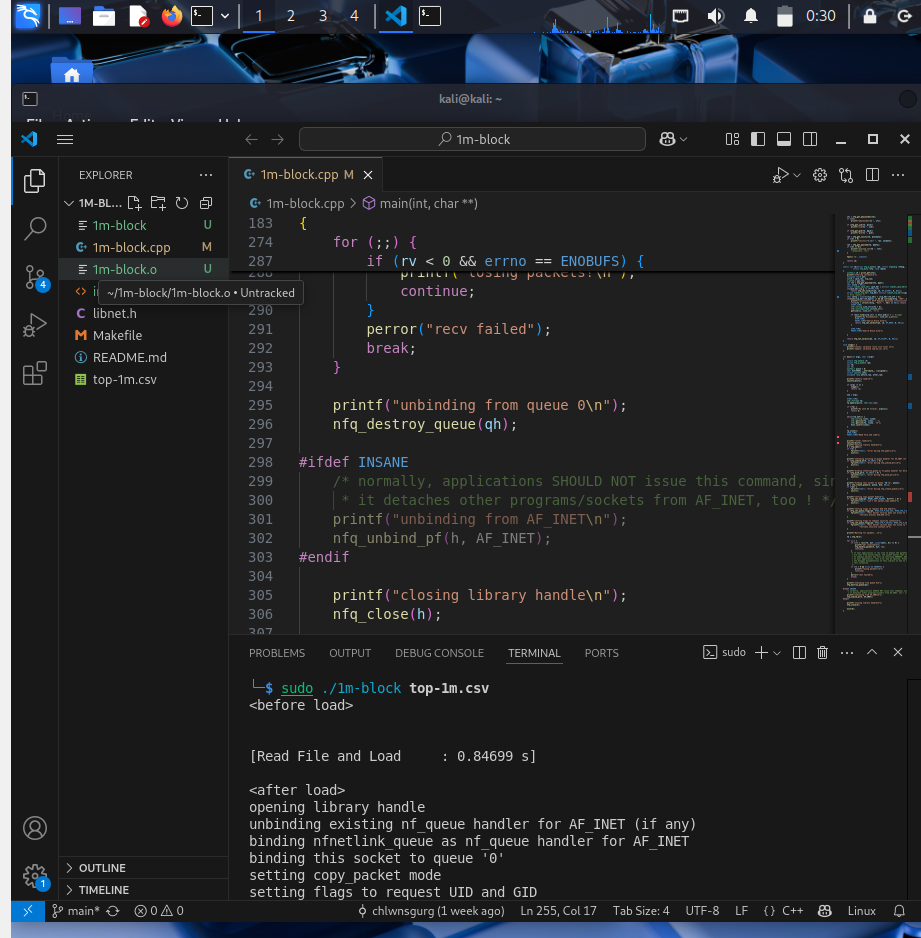 1 2 3 4 0:30
kali@kali: ~
1m-block
EXPLORER
1M-BL...
1m-block U
1m-block.cpp M
1m-block.o U
~/1m-block/1m-block.o • Untracked
libnet.h
Makefile
README.md
top-1m.csv
OUTLINE
TIMELINE
1m-block.cpp M
1m-block.cpp > main(int, char **)
183 {
274 for (;;) {
287 if (rv < 0 && errno == ENOBUFS) {
printf("losing packets!\n");
continue;
290 }
291 perror("recv failed");
292 break;
293 }
294
295 printf("unbinding from queue 0\n");
296 nfq_destroy_queue(qh);
297
298 #ifdef INSANE
299 /* normally, applications SHOULD NOT issue this command, sin
300 * it detaches other programs/sockets from AF_INET, too ! */
301 printf("unbinding from AF_INET\n");
302 nfq_unbind_pf(h, AF_INET);
303 #endif
304
305 printf("closing library handle\n");
306 nfq_close(h);
307
PROBLEMS OUTPUT DEBUG CONSOLE TERMINAL PORTS sudo
└─$ sudo ./1m-block top-1m.csv
<before load>
[Read File and Load     : 0.84699 s]
<after load>
opening library handle
unbinding existing nf_queue handler for AF_INET (if any)
binding nfnetlink_queue as nf_queue handler for AF_INET
binding this socket to queue '0'
setting copy_packet mode
setting flags to request UID and GID
4
1
main* 0 0 chlwnsgurg (1 week ago) Ln 255, Col 17 Tab Size: 4 UTF-8 LF {} C++ Linux